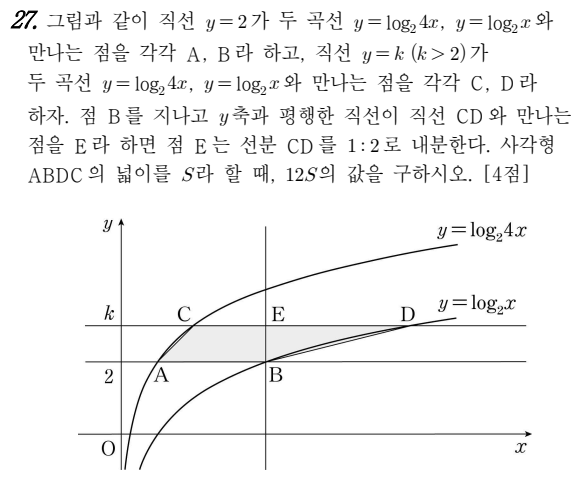 27. 그림과 같이 직선 y=2가 두 곡선 y=log₂4x, y=log₂x와
만나는 점을 각각 A, B라 하고, 직선 y=k (k>2)가
두 곡선 y=log₂4x, y=log₂x와 만나는 점을 각각 C, D라
하자. 점 B를 지나고 y축과 평행한 직선이 직선 CD와 만나는
점을 E라 하면 점 E는 선분 CD를 1:2로 내분한다. 사각형
ABDC의 넓이를 S라 할 때, 12S의 값을 구하시오. [4점]
y
y=log₂4x
k
C
E
D
y=log₂x
2
A
B
O
x